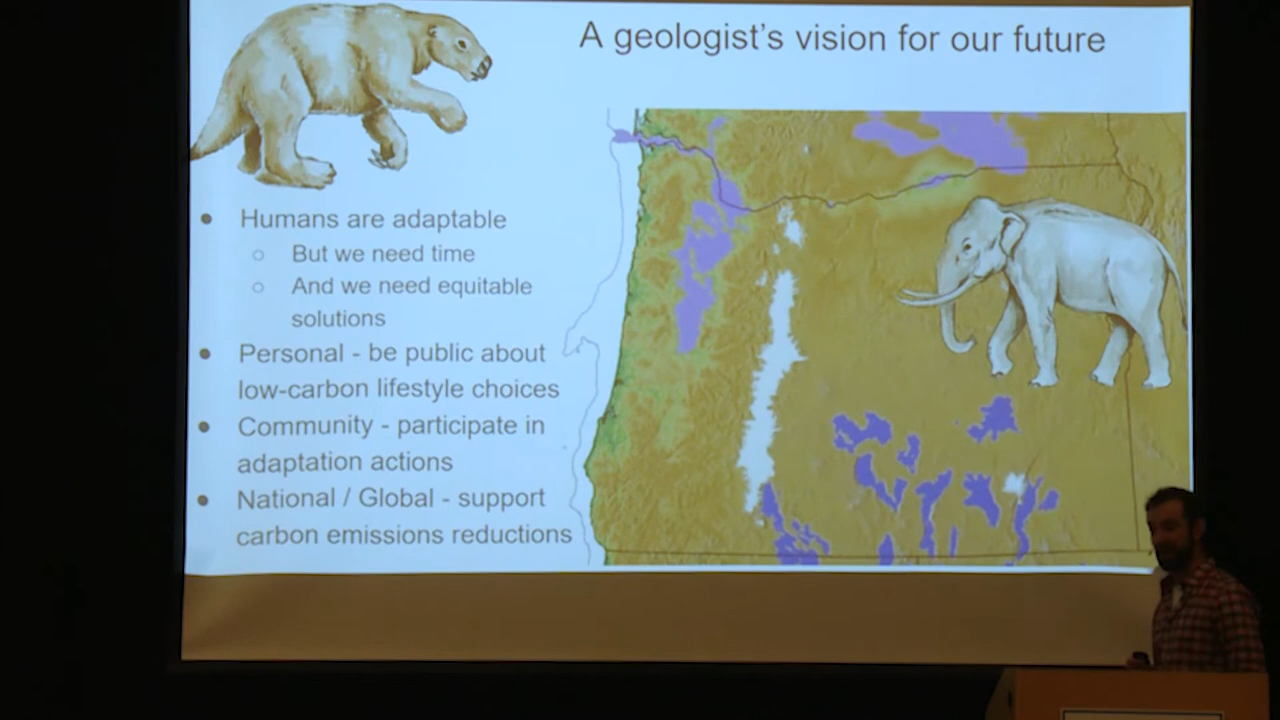 A geologist's vision for our future
● Humans are adaptable
○ But we need time
○ And we need equitable
solutions
● Personal - be public about
low-carbon lifestyle choices
● Community - participate in
adaptation actions
● National / Global - support
carbon emissions reductions